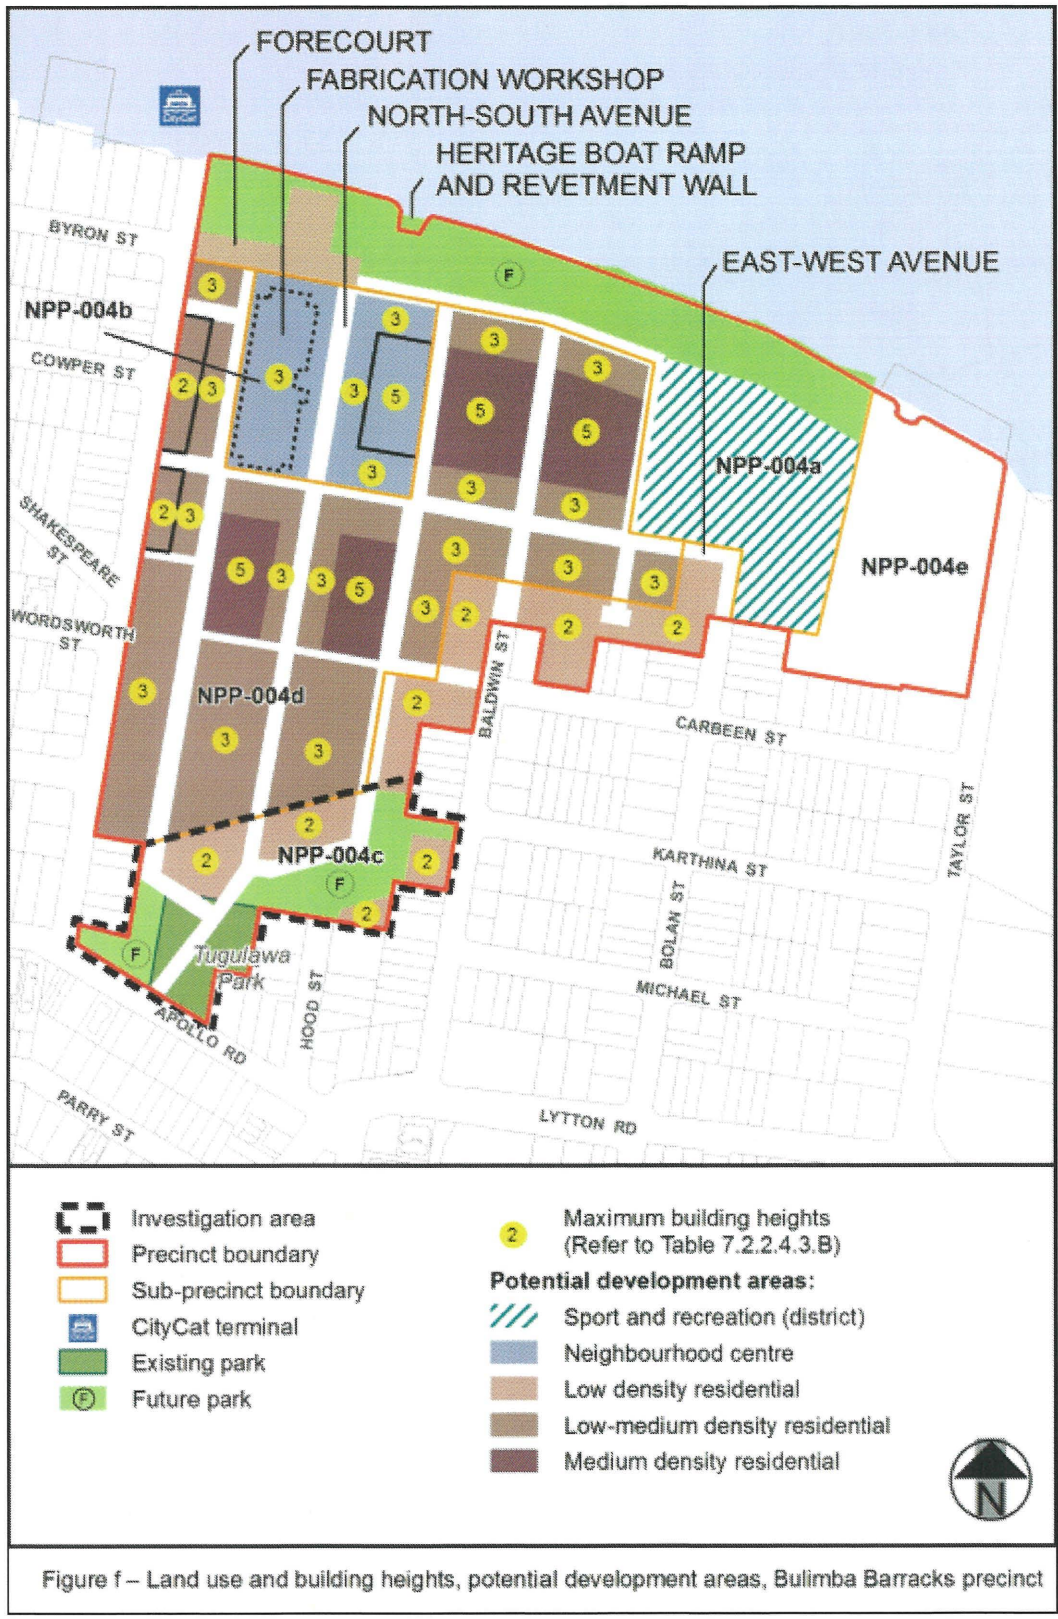 FORECOURT
FABRICATION WORKSHOP
NORTH-SOUTH AVENUE
HERITAGE BOAT RAMP
AND REVETMENT WALL
CityCat
BYRON ST
F
EAST-WEST AVENUE
3
NPP-004b
3
3
COWPER ST
3
2
3
3
3
5
5
5
3
NPP-004a
3
3
SHAKESPEARE
ST
2
3
3
NPP-004e
5
3
3
5
3
3
3
WORDSWORTH
ST
3
2
2
2
BALDWIN ST
3
NPP-004d
2
CARBEEN ST
3
3
TAYLOR ST
2
NPP-004c
2
2
KARTHINA ST
F
2
BOLAN ST
F
Tugulawa
Park
HOOD ST
MICHAEL ST
APOLLO RD
PARRY ST
LYTTON RD
Investigation area
Precinct boundary
Sub-precinct boundary
CityCat terminal
Existing park
F
Future park
2
Maximum building heights
(Refer to Table 7.2.2.4.3.B)
Potential development areas:
Sport and recreation (district)
Neighbourhood centre
Low density residential
Low-medium density residential
Medium density residential
N
Figure f – Land use and building heights, potential development areas, Bulimba Barracks precinct